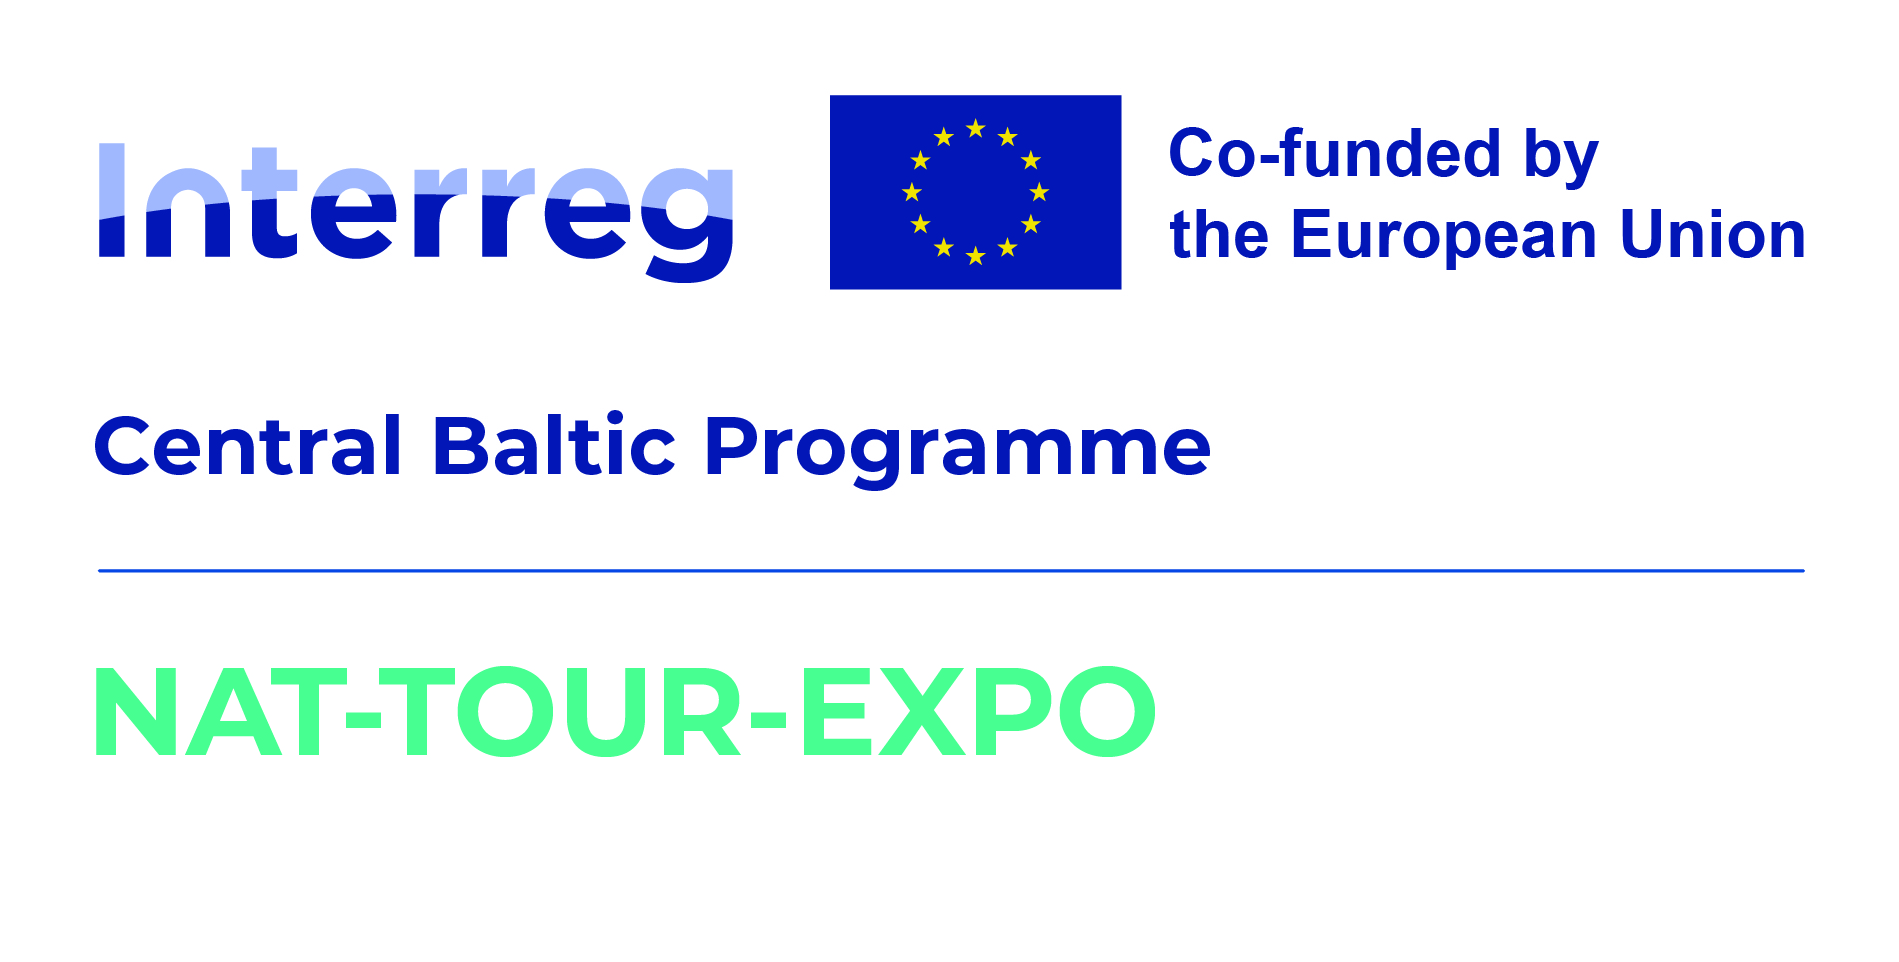 Interreg
Co-funded by
the European Union
Central Baltic Programme
NAT-TOUR-EXPO